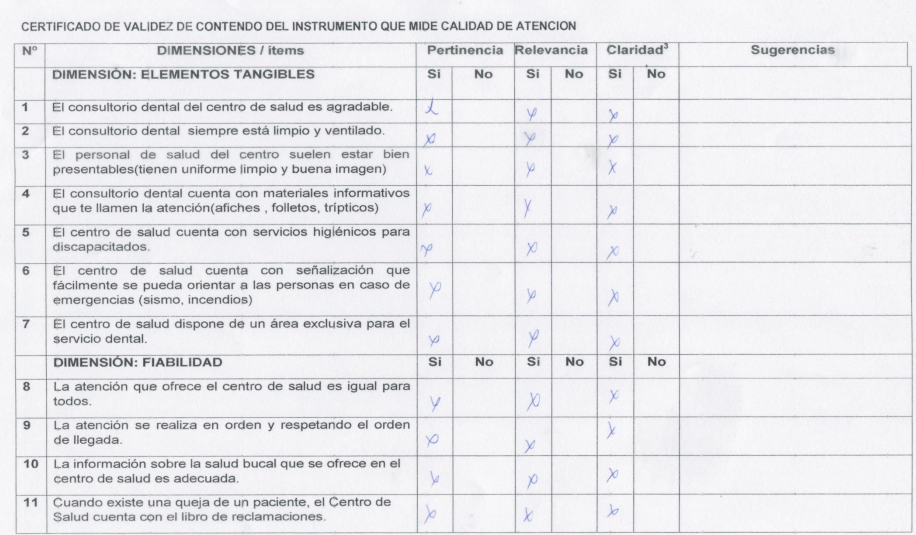 CERTIFICADO DE VALIDEZ DE CONTENDO DEL INSTRUMENTO QUE MIDE CALIDAD DE ATENCION
Nº DIMENSIONES / items Pertinencia Relevancia Claridad³ Sugerencias
DIMENSIÓN: ELEMENTOS TANGIBLES Si No Si No Si No
1 El consultorio dental del centro de salud es agradable. x x x
2 El consultorio dental siempre está limpio y ventilado. x x x
3 El personal de salud del centro suelen estar bien
presentables(tienen uniforme limpio y buena imagen) x x x
4 El consultorio dental cuenta con materiales informativos
que te llamen la atención(afiches , folletos, trípticos) x x x
5 El centro de salud cuenta con servicios higiénicos para
discapacitados. x x x
6 El centro de salud cuenta con señalización que
fácilmente se pueda orientar a las personas en caso de
emergencias (sismo, incendios) x x x
7 El centro de salud dispone de un área exclusiva para el
servicio dental. x x x
DIMENSIÓN: FIABILIDAD Si No Si No Si No
8 La atención que ofrece el centro de salud es igual para
todos. x x x
9 La atención se realiza en orden y respetando el orden
de llegada. x x x
10 La información sobre la salud bucal que se ofrece en el
centro de salud es adecuada. x x x
11 Cuando existe una queja de un paciente, el Centro de
Salud cuenta con el libro de reclamaciones. x x x